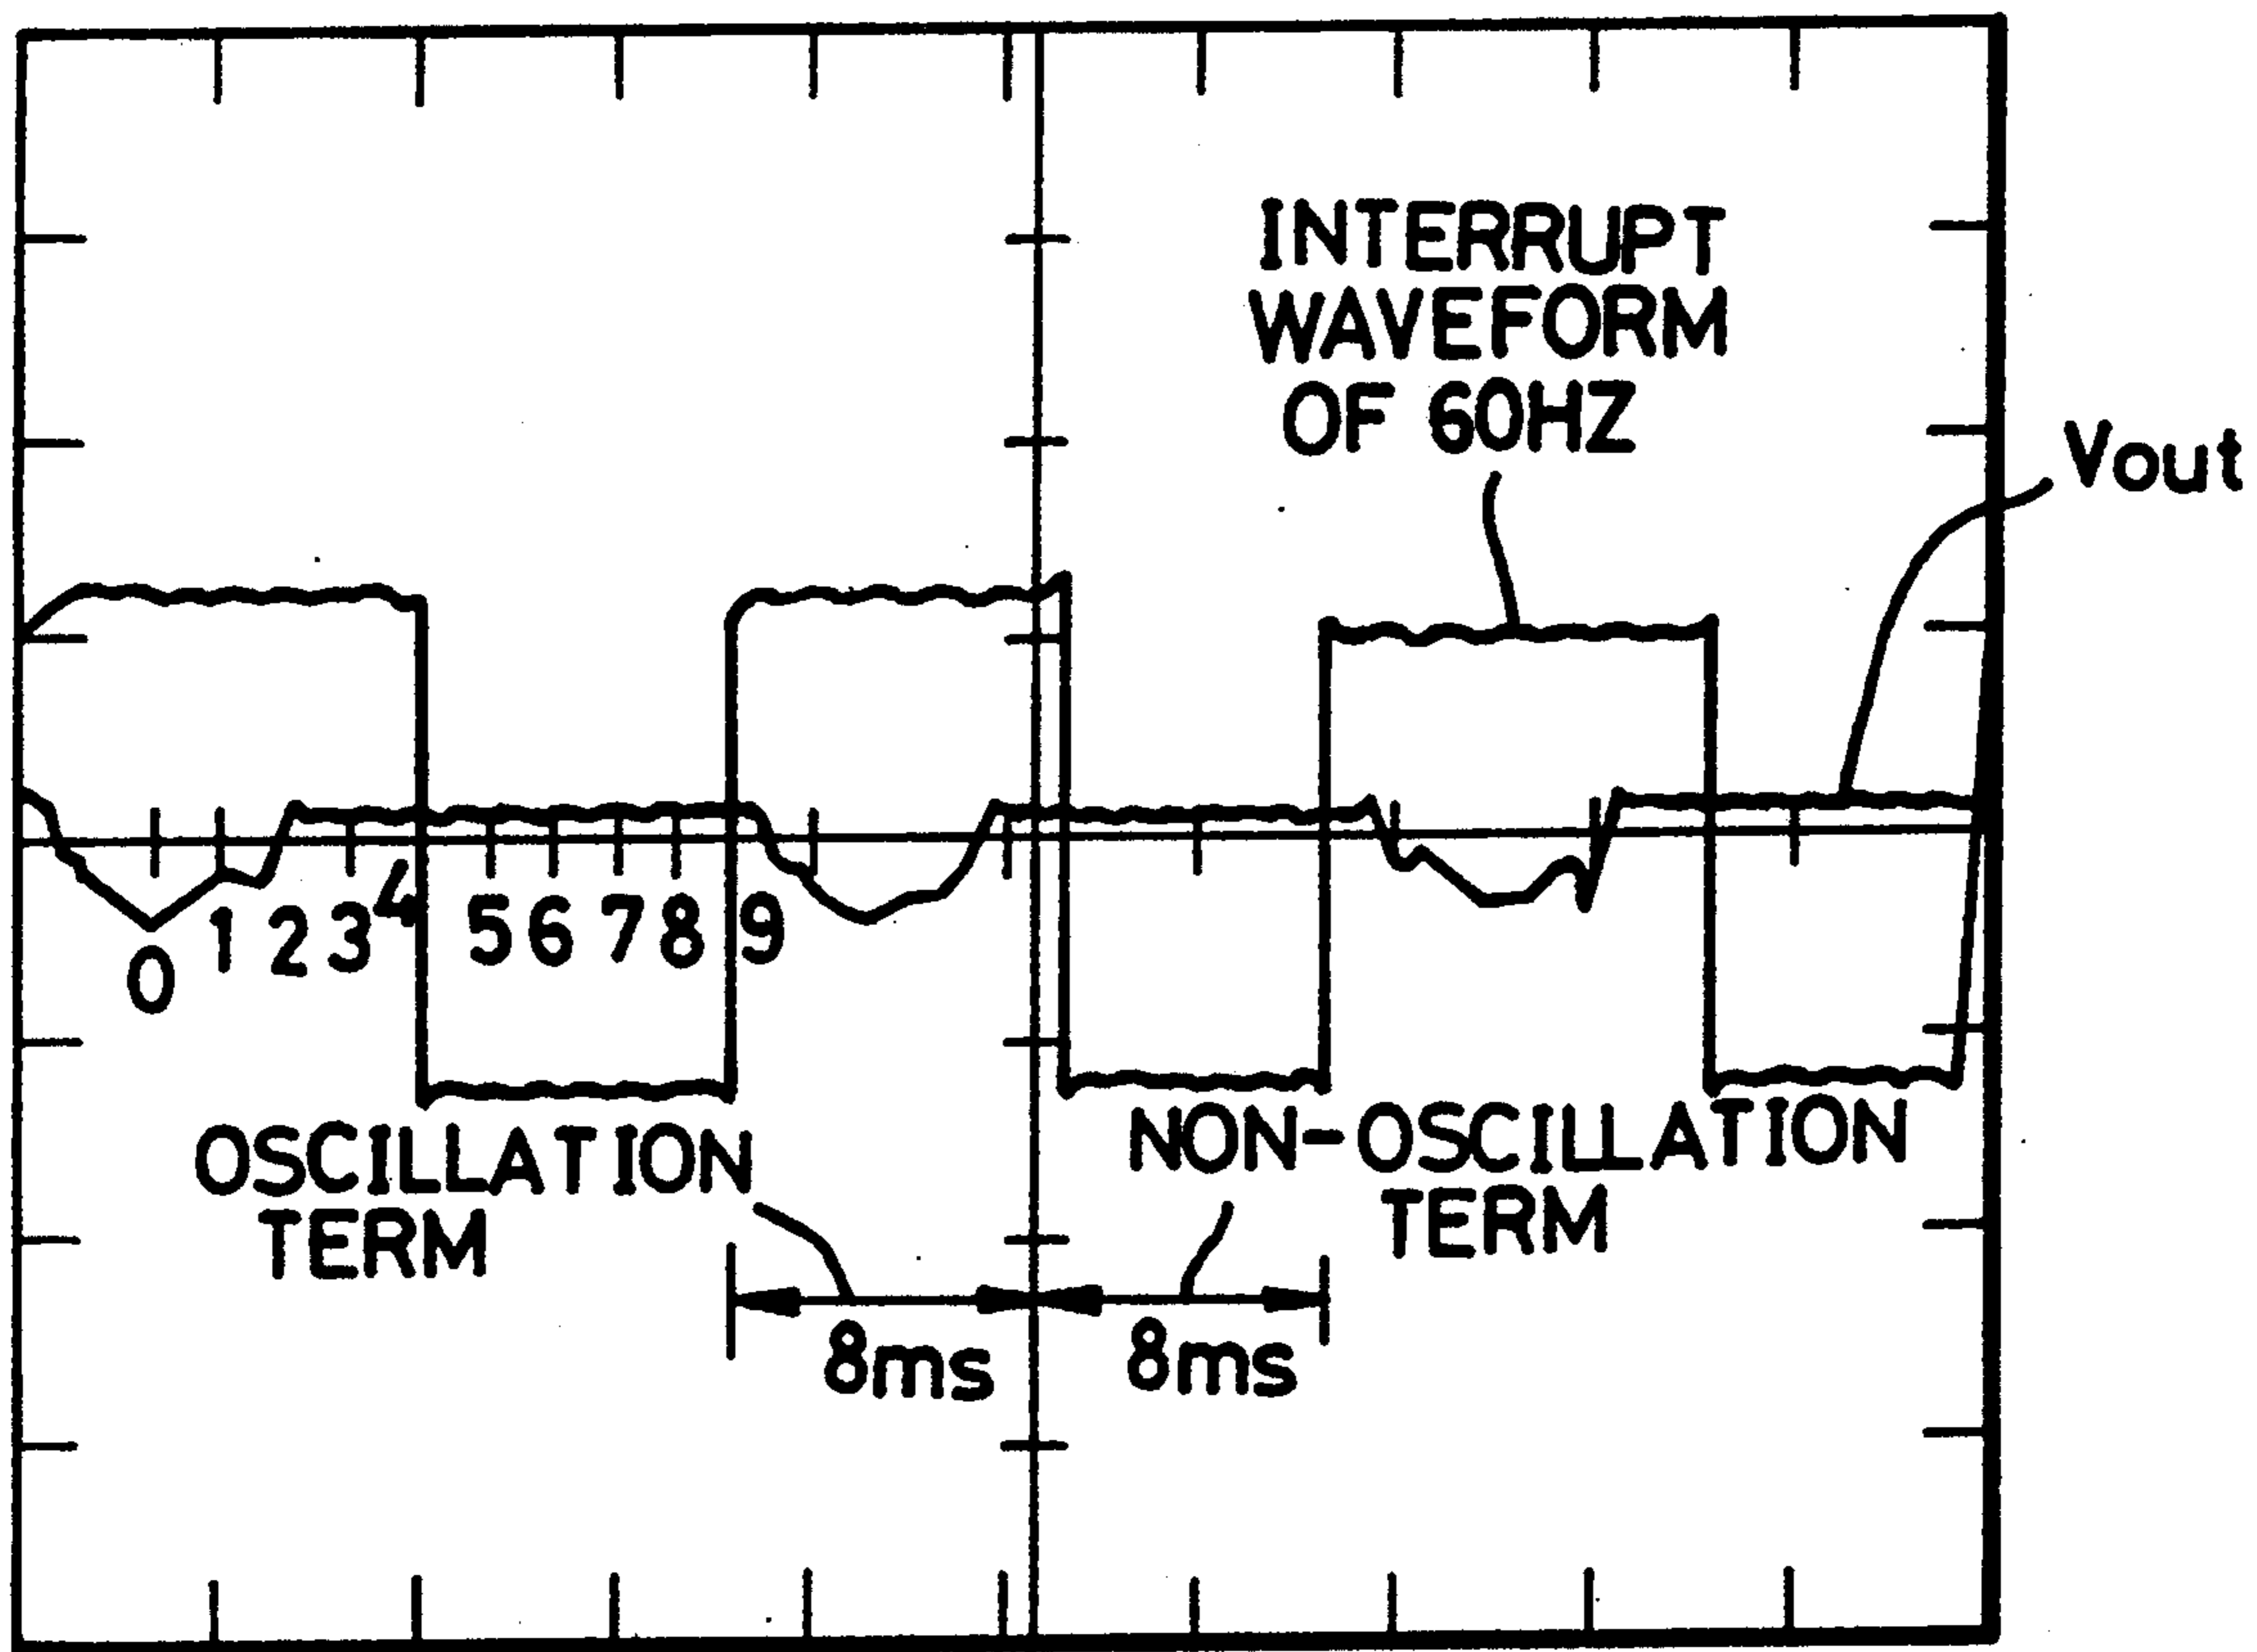 INTERRUPT
WAVEFORM
OF 60HZ
Vout
0 1 2 3 4 5 6 7 8 9
OSCILLATION
TERM
NON-OSCILLATION
TERM
8ms
8ms